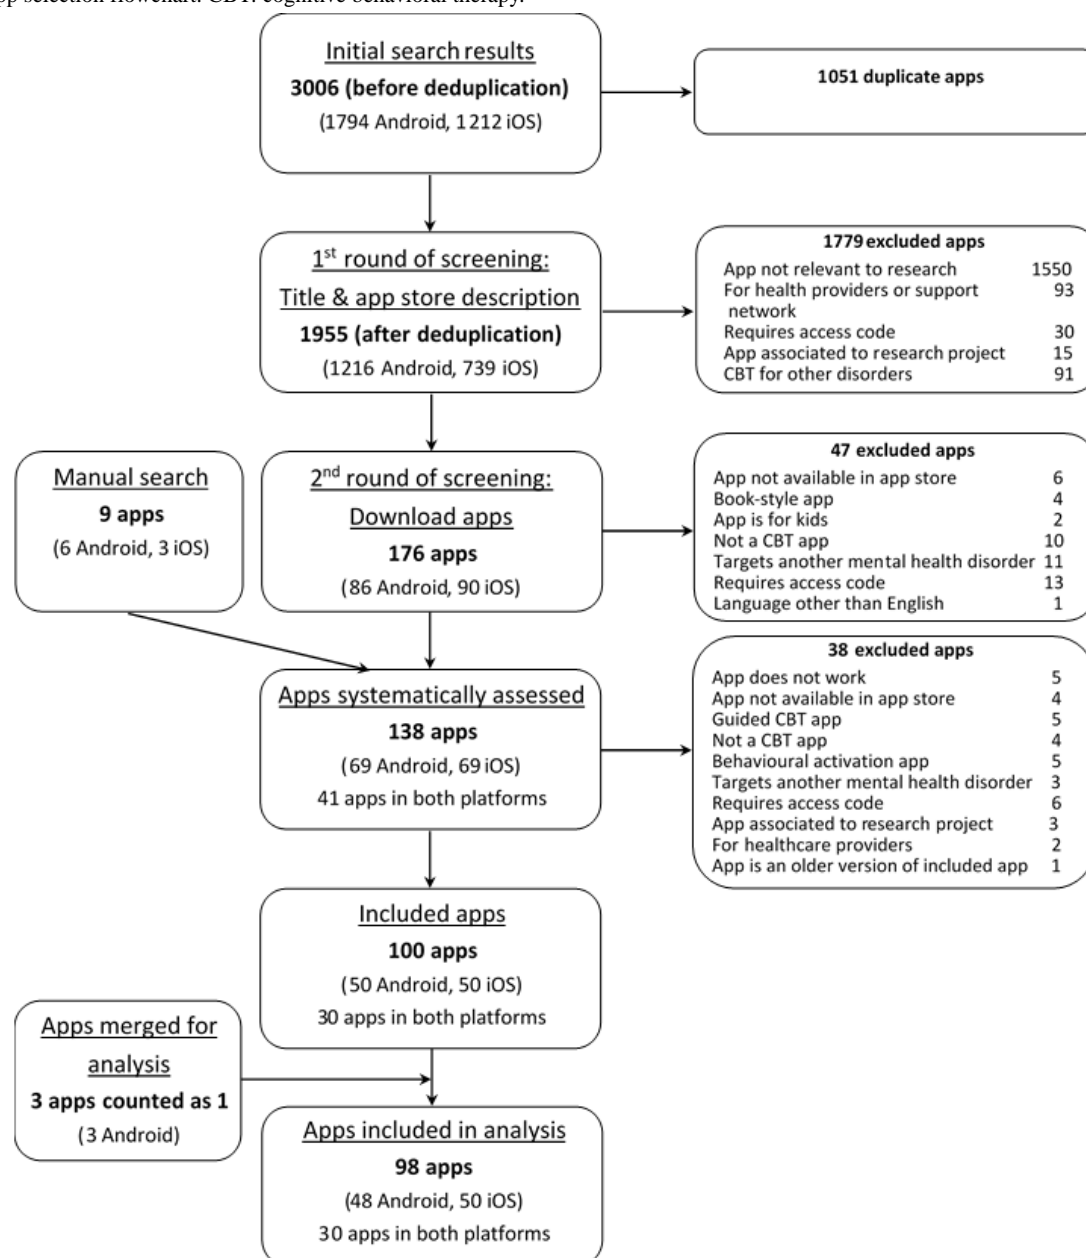 pp selection flowchart. CBT: cognitive behavioral therapy.
Initial search results
3006 (before deduplication)
(1794 Android, 1212 iOS)
1051 duplicate apps
1st round of screening:
Title & app store description
1955 (after deduplication)
(1216 Android, 739 iOS)
1779 excluded apps
App not relevant to research 1550
For health providers or support 93
network
Requires access code 30
App associated to research project 15
CBT for other disorders 91
Manual search
9 apps
(6 Android, 3 iOS)
2nd round of screening:
Download apps
176 apps
(86 Android, 90 iOS)
47 excluded apps
App not available in app store 6
Book-style app 4
App is for kids 2
Not a CBT app 10
Targets another mental health disorder 11
Requires access code 13
Language other than English 1
Apps systematically assessed
138 apps
(69 Android, 69 iOS)
41 apps in both platforms
38 excluded apps
App does not work 5
App not available in app store 4
Guided CBT app 5
Not a CBT app 4
Behavioural activation app 5
Targets another mental health disorder 3
Requires access code 6
App associated to research project 3
For healthcare providers 2
App is an older version of included app 1
Included apps
100 apps
(50 Android, 50 iOS)
30 apps in both platforms
Apps merged for
analysis
3 apps counted as 1
(3 Android)
Apps included in analysis
98 apps
(48 Android, 50 iOS)
30 apps in both platforms